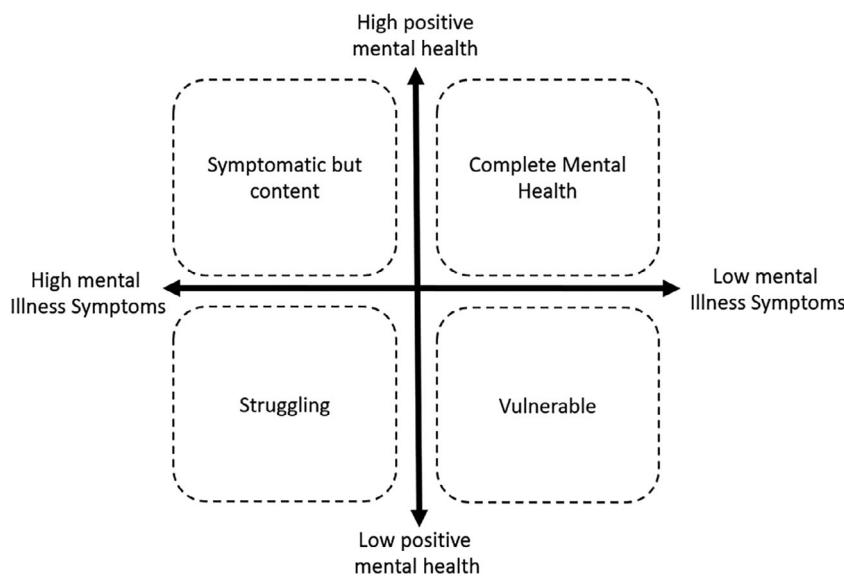 High positive
mental health
Symptomatic but
content
Complete Mental
Health
High mental
Illness Symptoms
Low mental
Illness Symptoms
Struggling
Vulnerable
Low positive
mental health